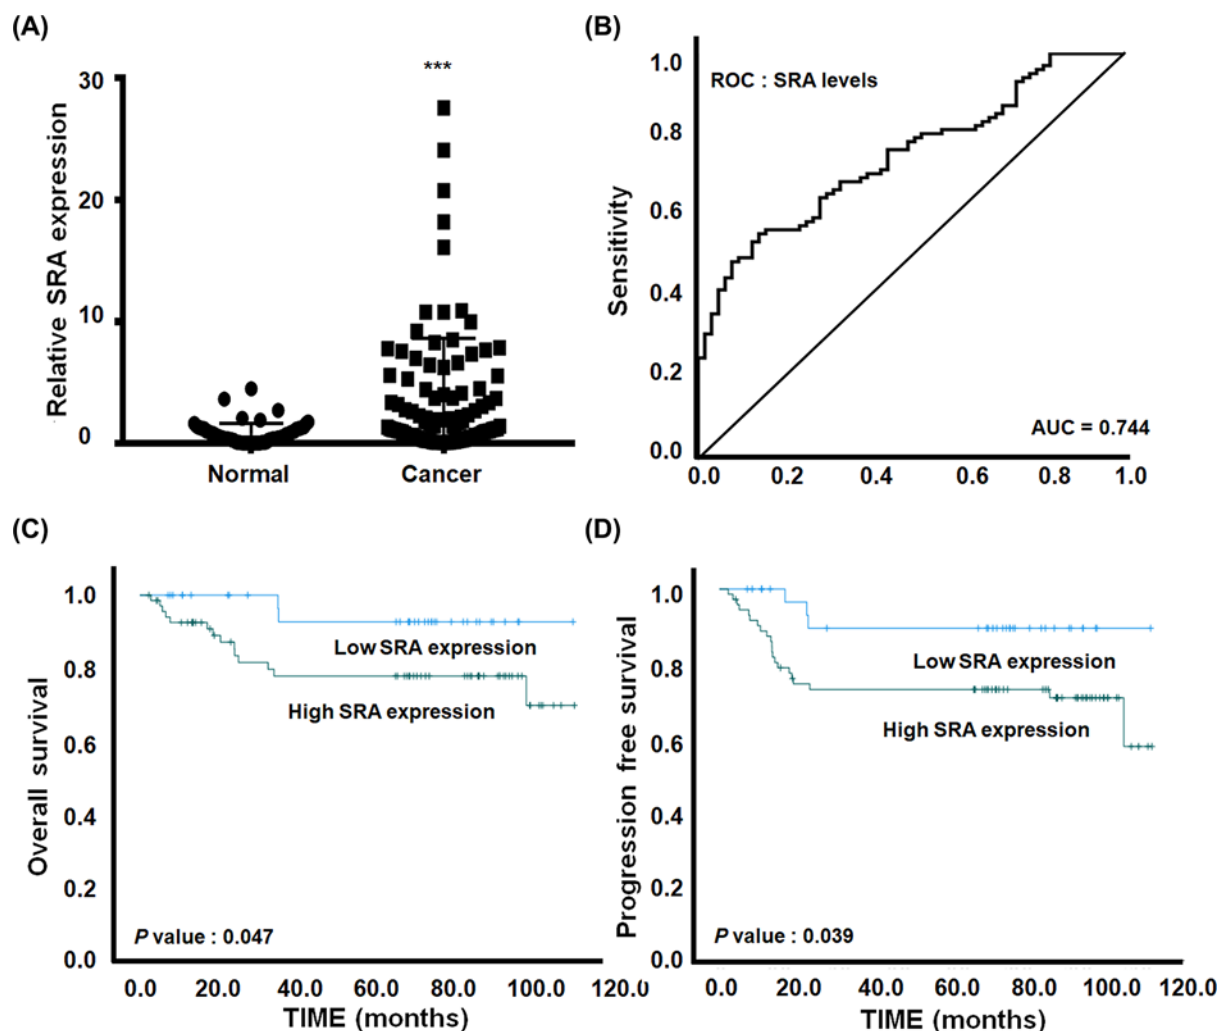 (A)
***
Relative SRA expression
30
20
10
0
Normal
Cancer
(B)
ROC : SRA levels
Sensitivity
1.0
0.8
0.6
0.4
0.2
0.0
AUC = 0.744
0.0 0.2 0.4 0.6 0.8 1.0
(C)
Overall survival
1.0
0.8
0.6
0.4
0.2
0.0
Low SRA expression
High SRA expression
P value : 0.047
0.0 20.0 40.0 60.0 80.0 100.0 120.0
TIME (months)
(D)
Progression free survival
1.0
0.8
0.6
0.4
0.2
0.0
Low SRA expression
High SRA expression
P value : 0.039
0.0 20.0 40.0 60.0 80.0 100.0 120.0
TIME (months)